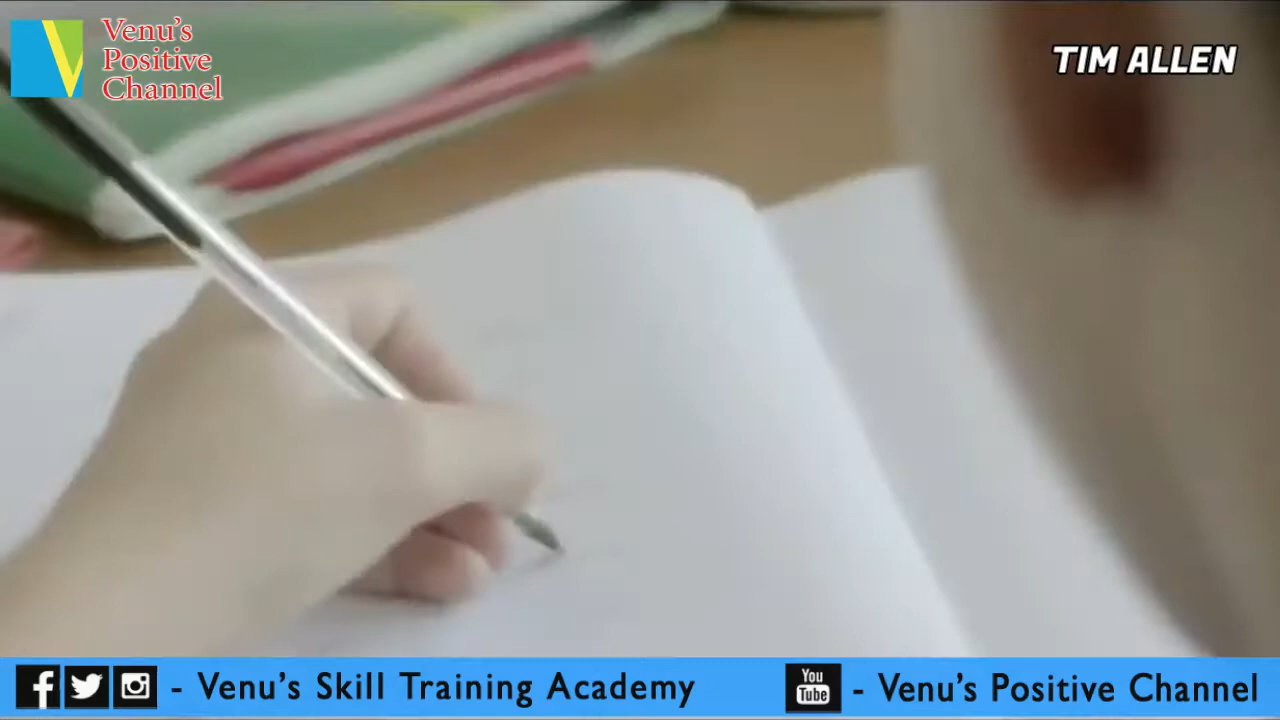 Venu's
Positive
Channel
TIM ALLEN
- Venu's Skill Training Academy
You
Tube
- Venu's Positive Channel